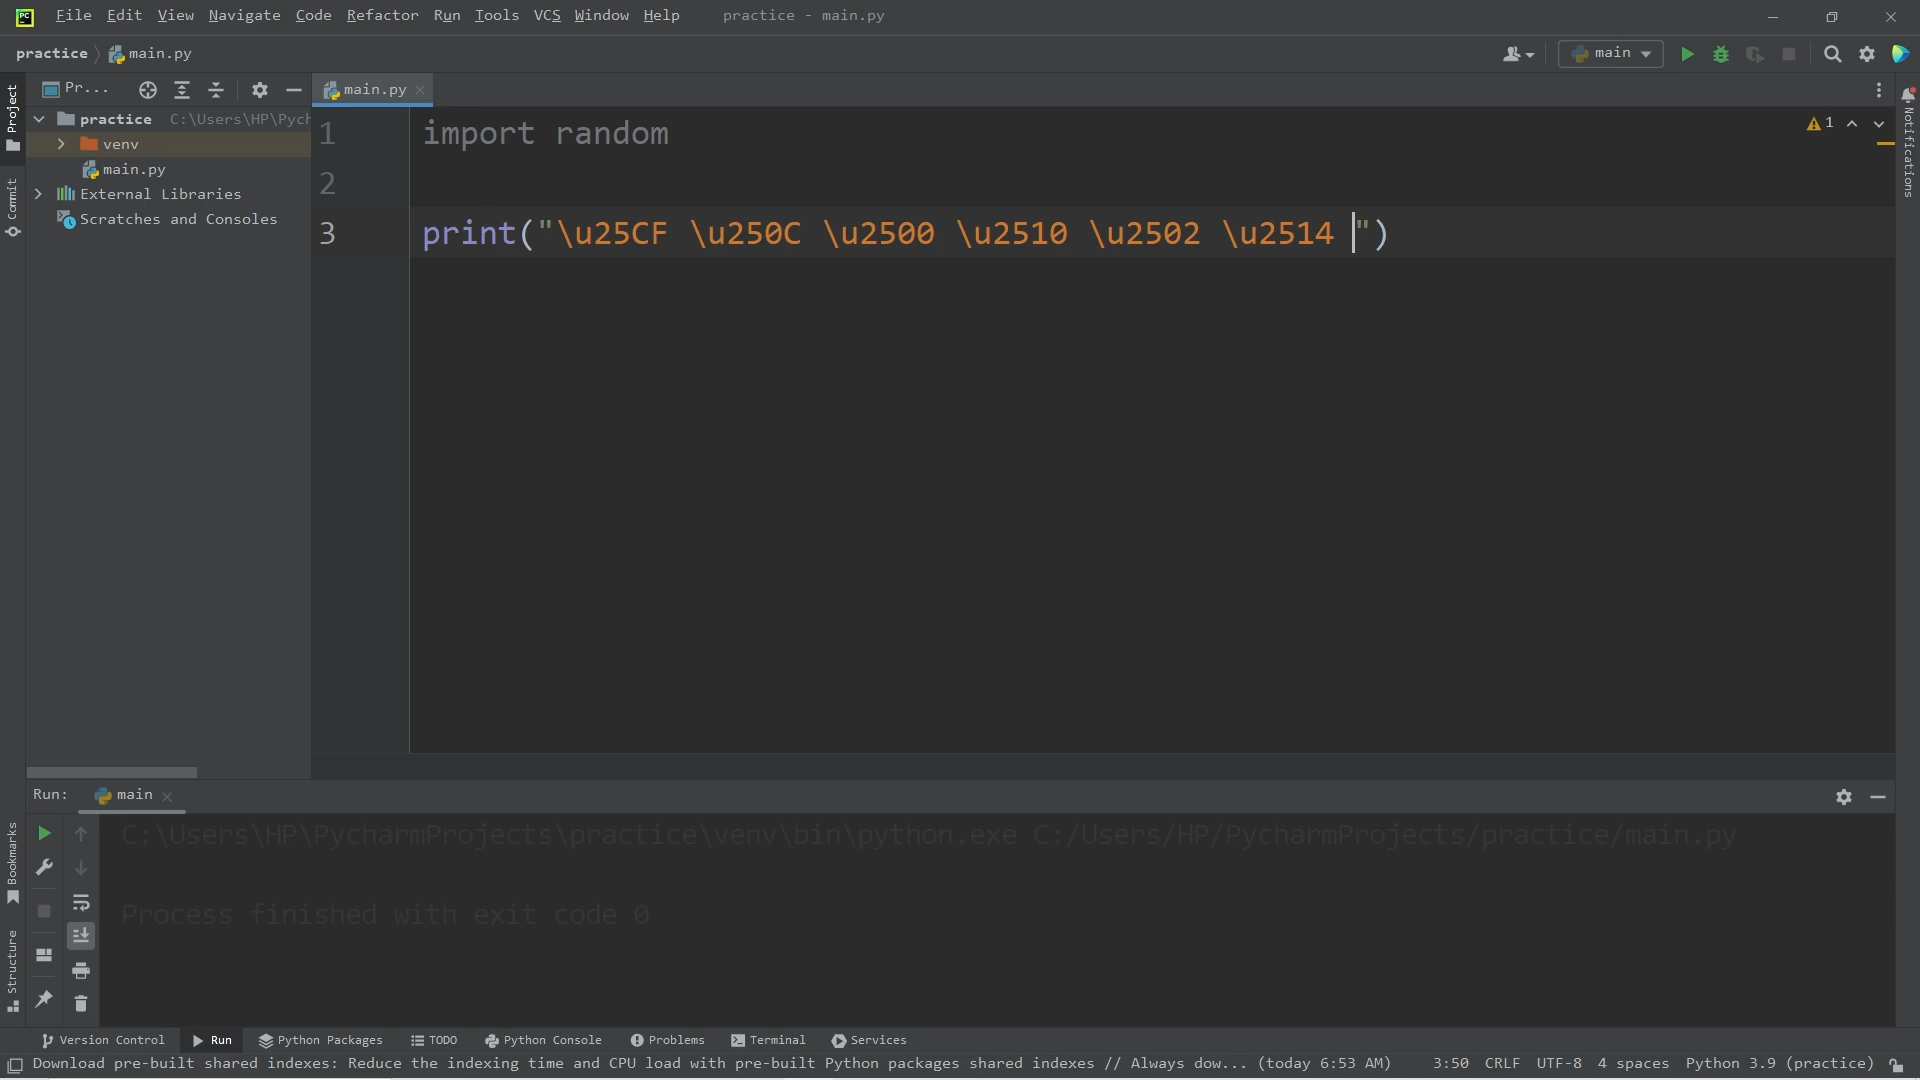 PC File Edit View Navigate Code Refactor Run Tools VCS Window Help practice - main.py
practice main.py main
Pr... main.py
Project
Commit
Bookmarks
Structure
Notifications
practice C:\Users\HP\Pych
venv
main.py
External Libraries
Scratches and Consoles
1 import random
1
2
3 print("\u25CF \u250C \u2500 \u2510 \u2502 \u2514 ")
Run: main
C:\Users\HP\PycharmProjects\practice\venv\bin\python.exe C:/Users/HP/PycharmProjects/practice/main.py
Process finished with exit code 0
Version Control Run Python Packages TODO Python Console Problems Terminal Services
Download pre-built shared indexes: Reduce the indexing time and CPU load with pre-built Python packages shared indexes // Always dow... (today 6:53 AM) 3:50 CRLF UTF-8 4 spaces Python 3.9 (practice)